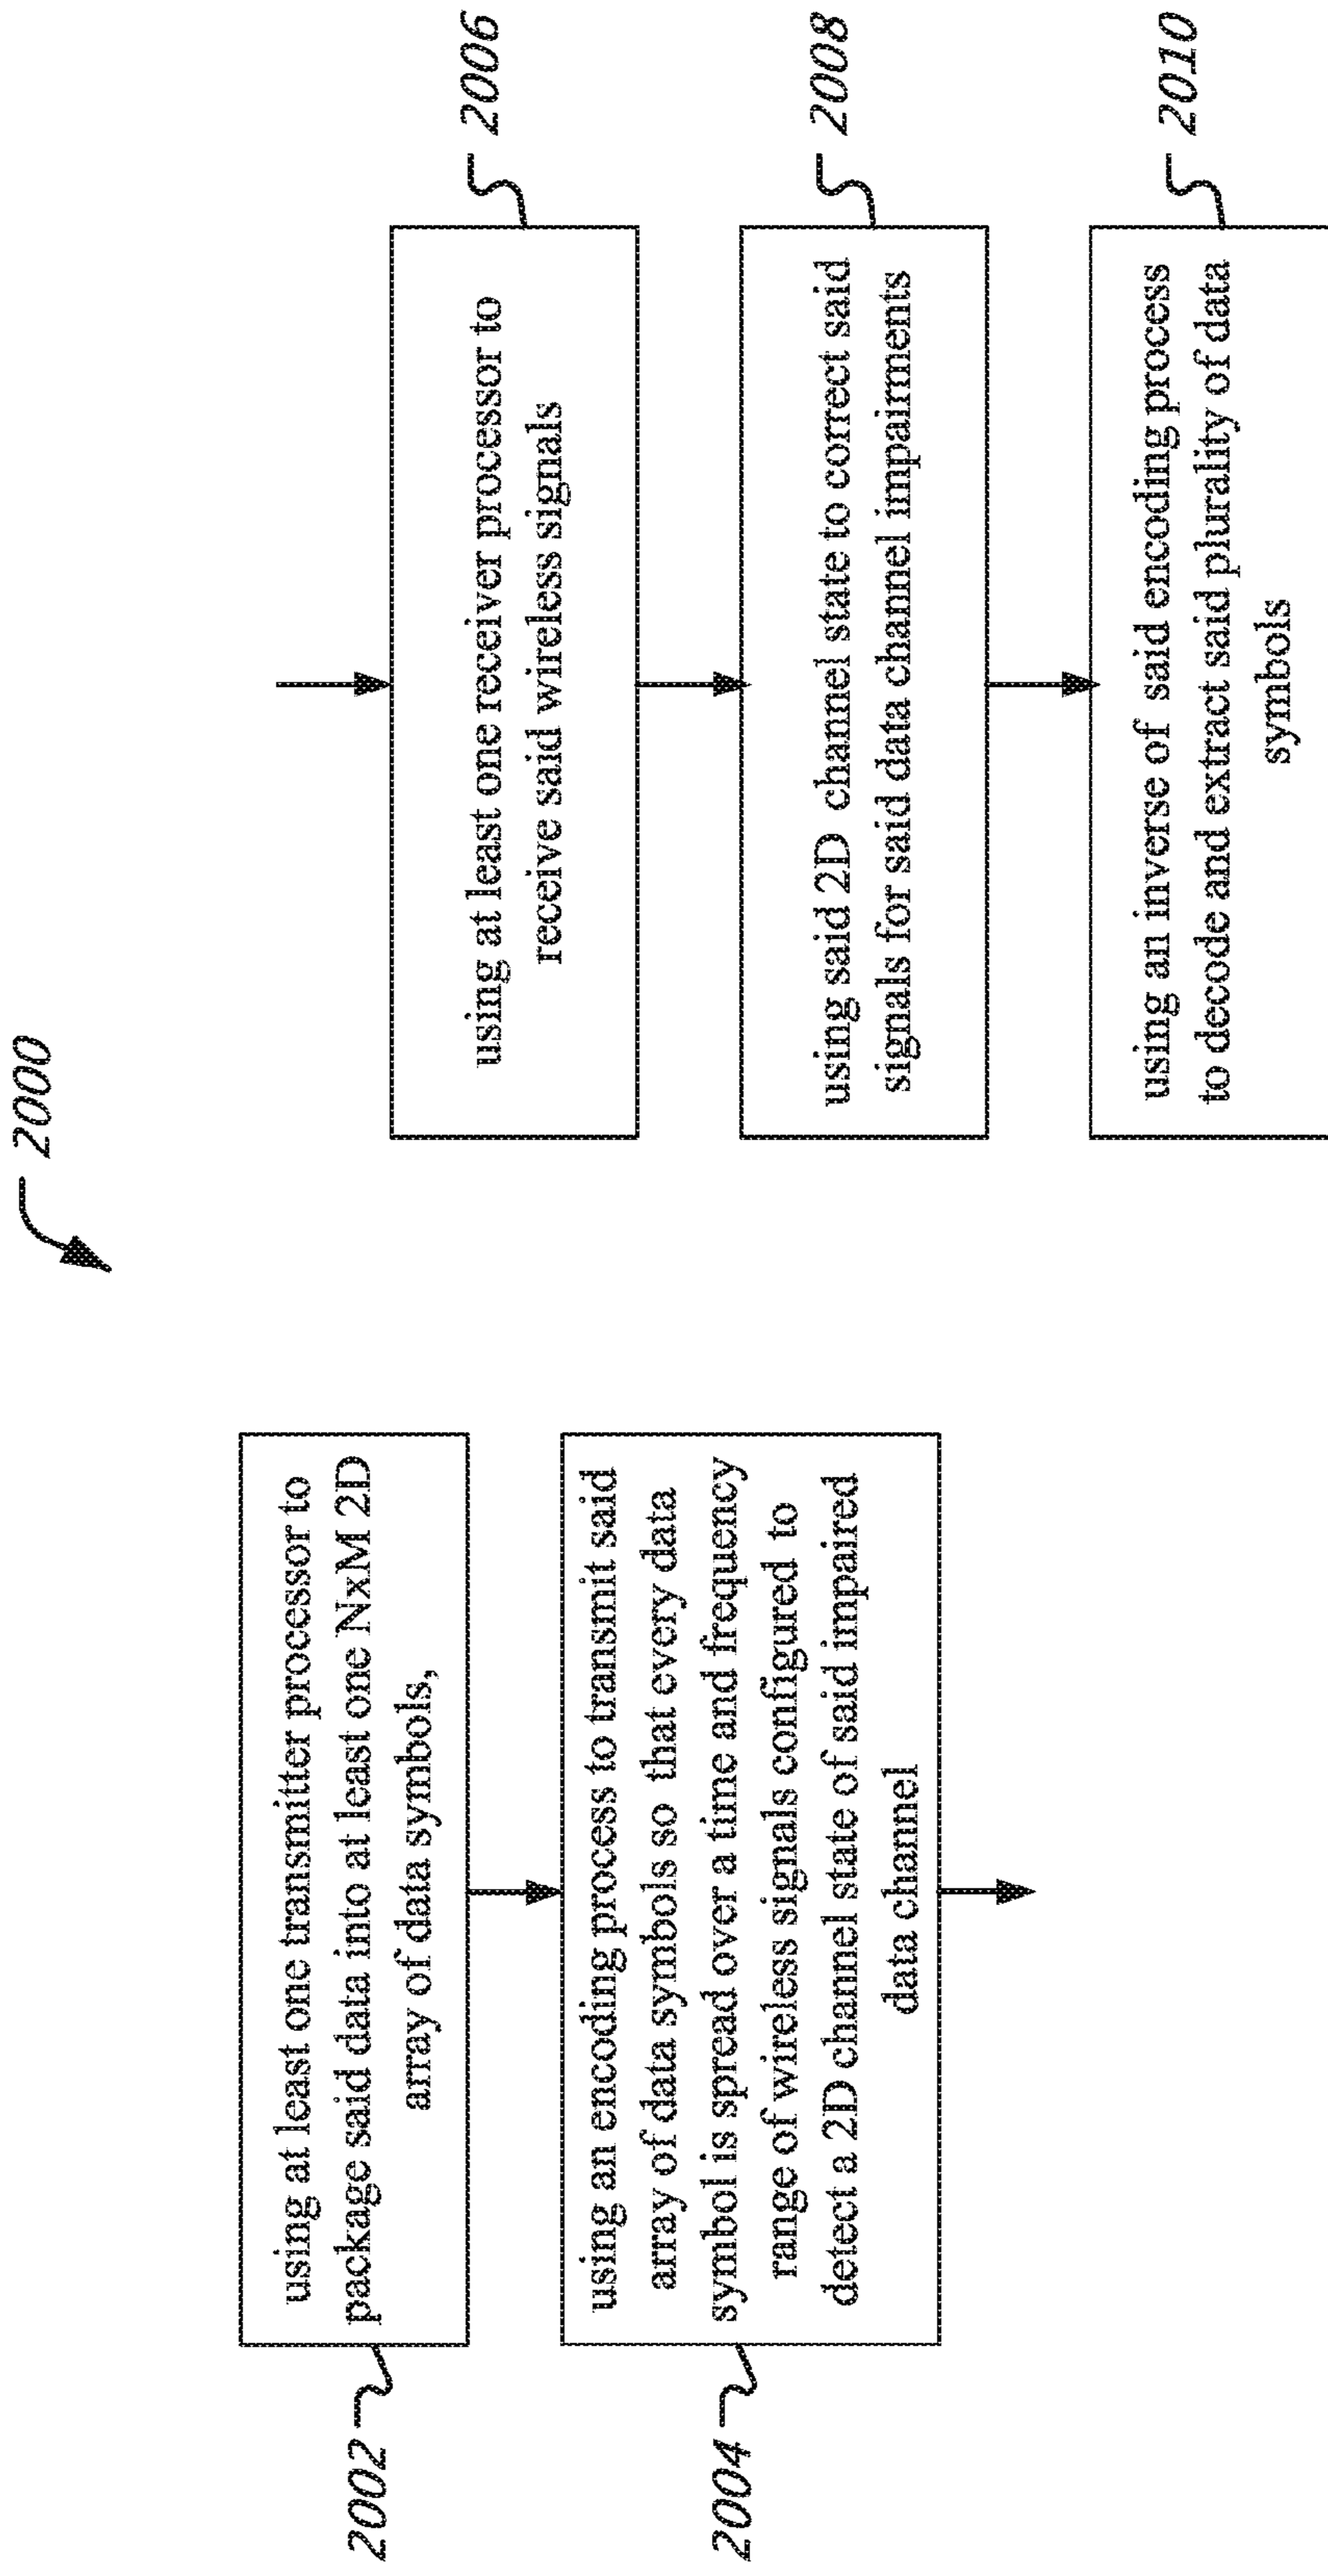 2000
2002
using at least one transmitter processor to
package said data into at least one NxM 2D
array of data symbols,
2004
using an encoding process to transmit said
array of data symbols so that every data
symbol is spread over a time and frequency
range of wireless signals configured to
detect a 2D channel state of said impaired
data channel
using at least one receiver processor to
receive said wireless signals
2006
using said 2D channel state to correct said
signals for said data channel impairments
2008
using an inverse of said encoding process
to decode and extract said plurality of data
symbols
2010